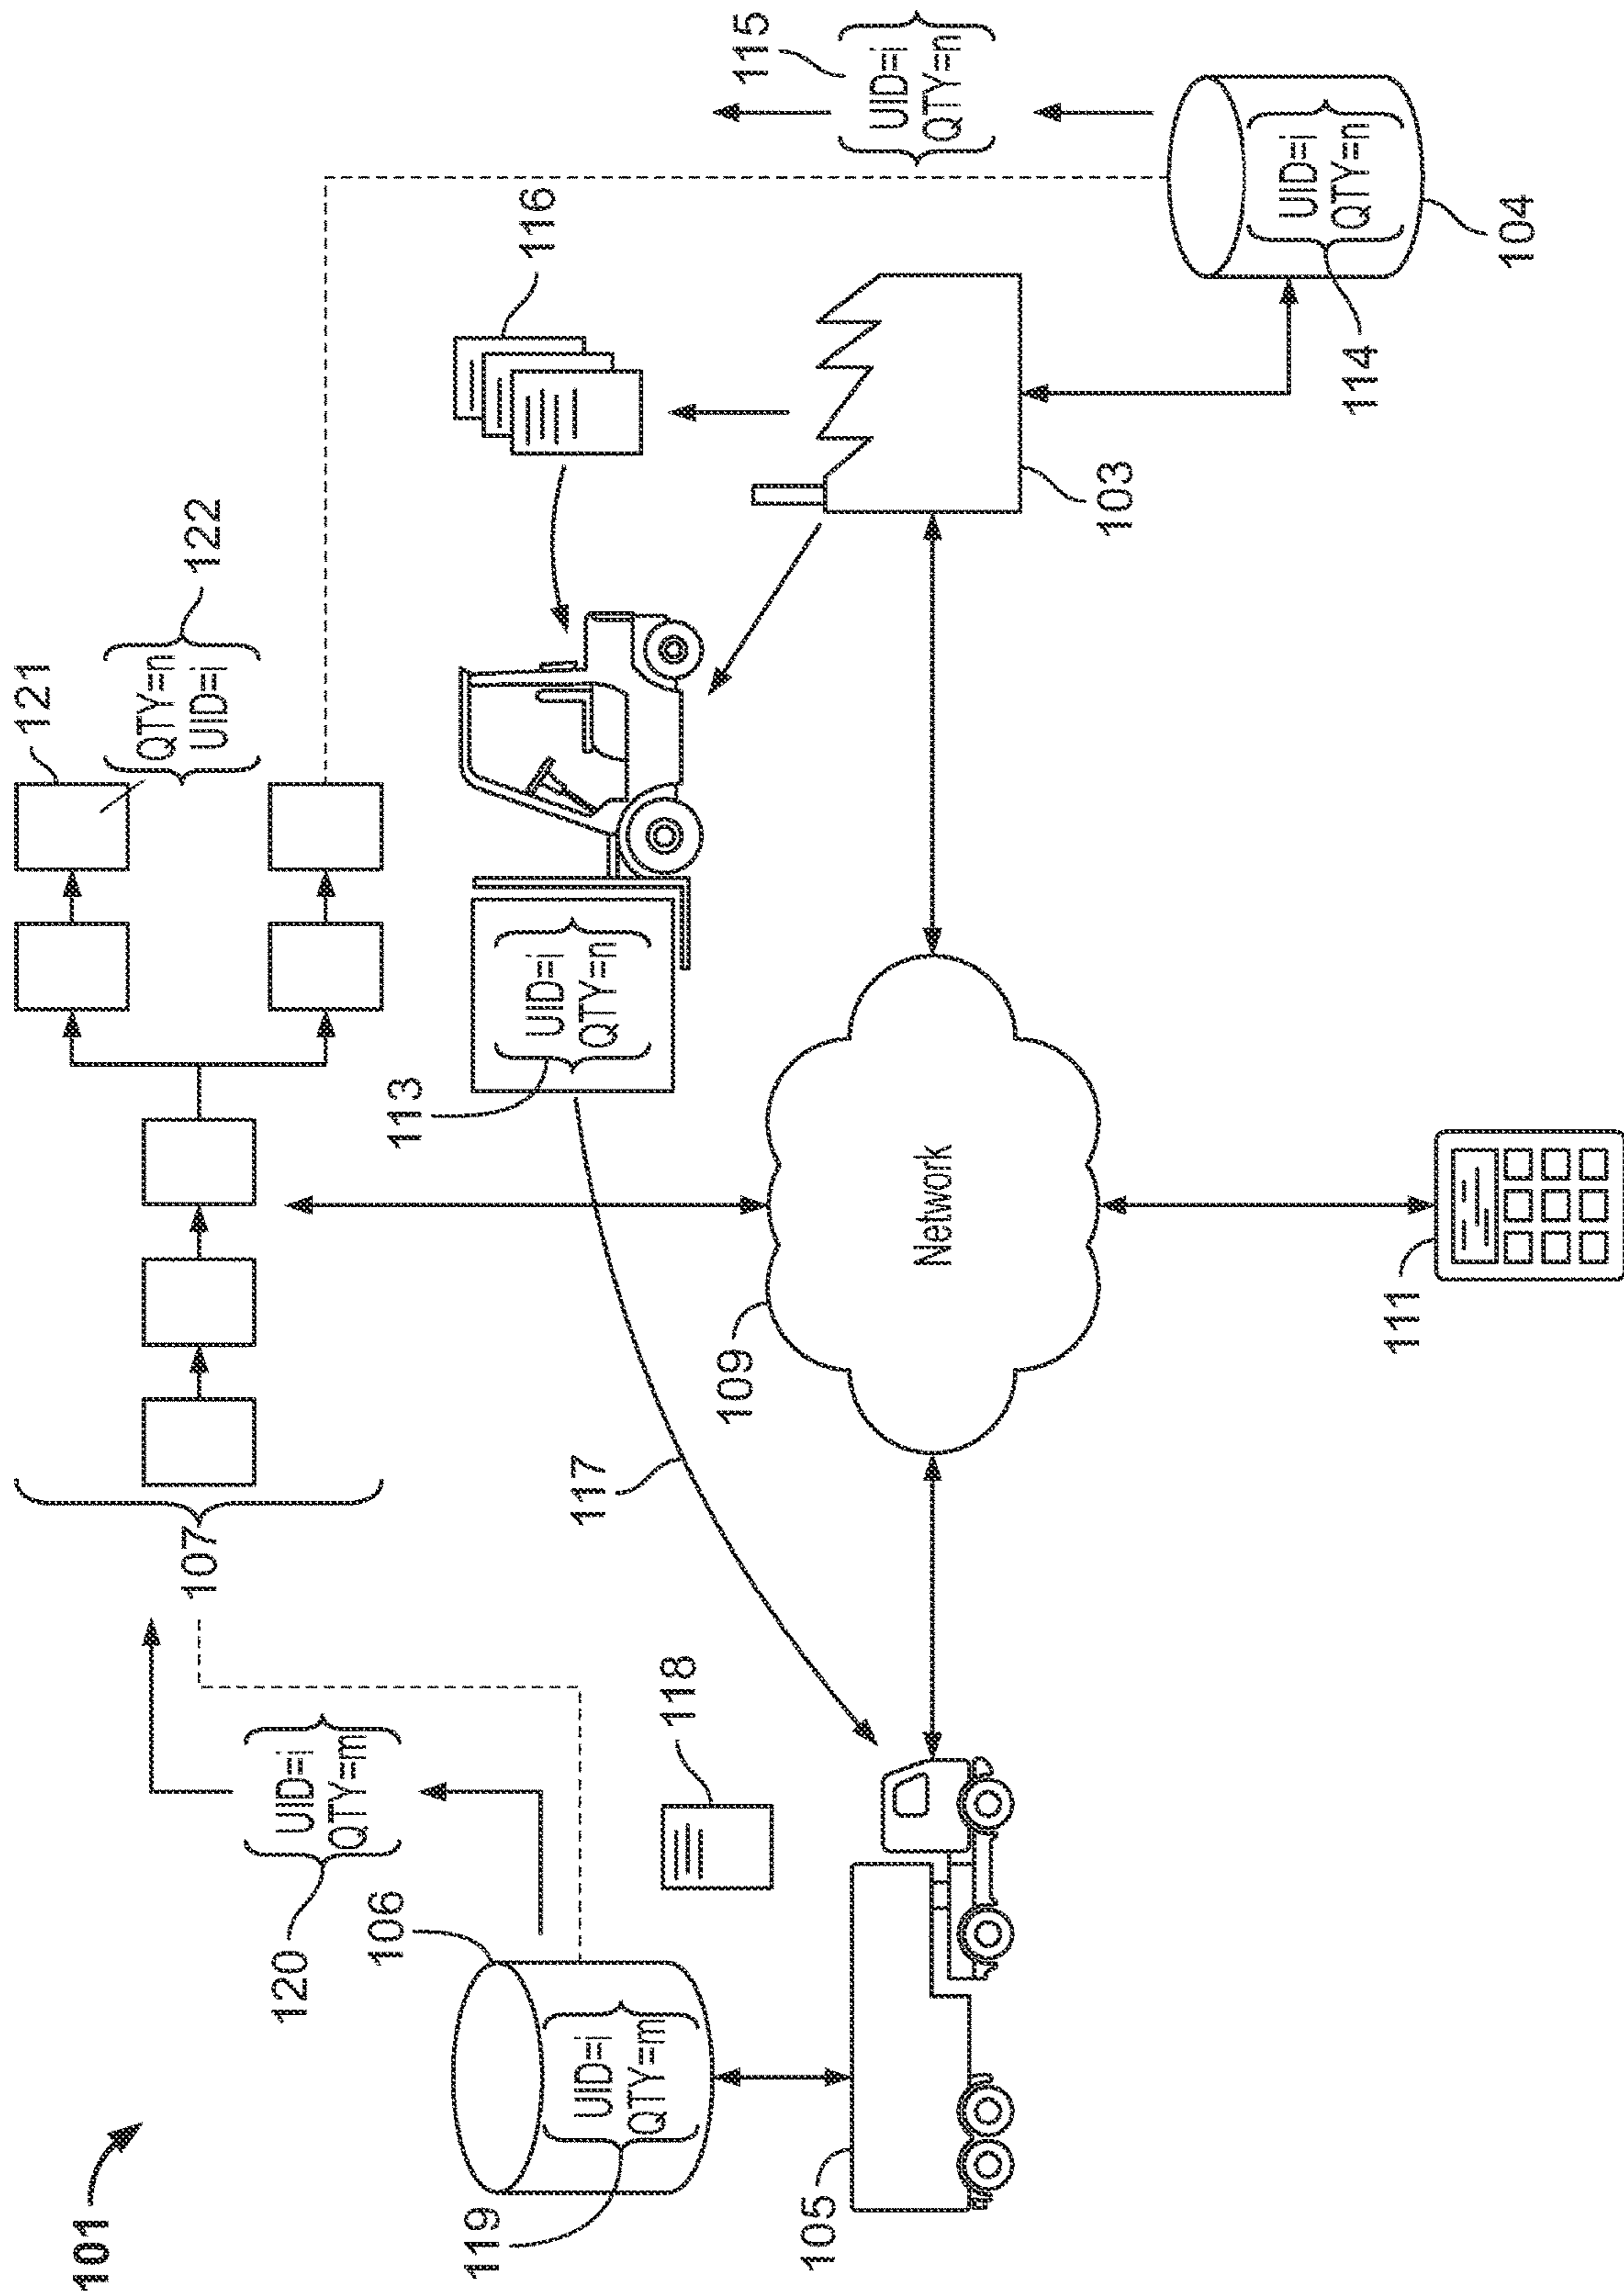 101
121
QTY=n
UID=i
122
107
120
UID=i
QTY=m
106
113
UID=i
QTY=n
116
119
UID=i
QTY=m
117
118
109
115
UID=i
QTY=n
105
Network
103
UID=i
QTY=n
114
111
104